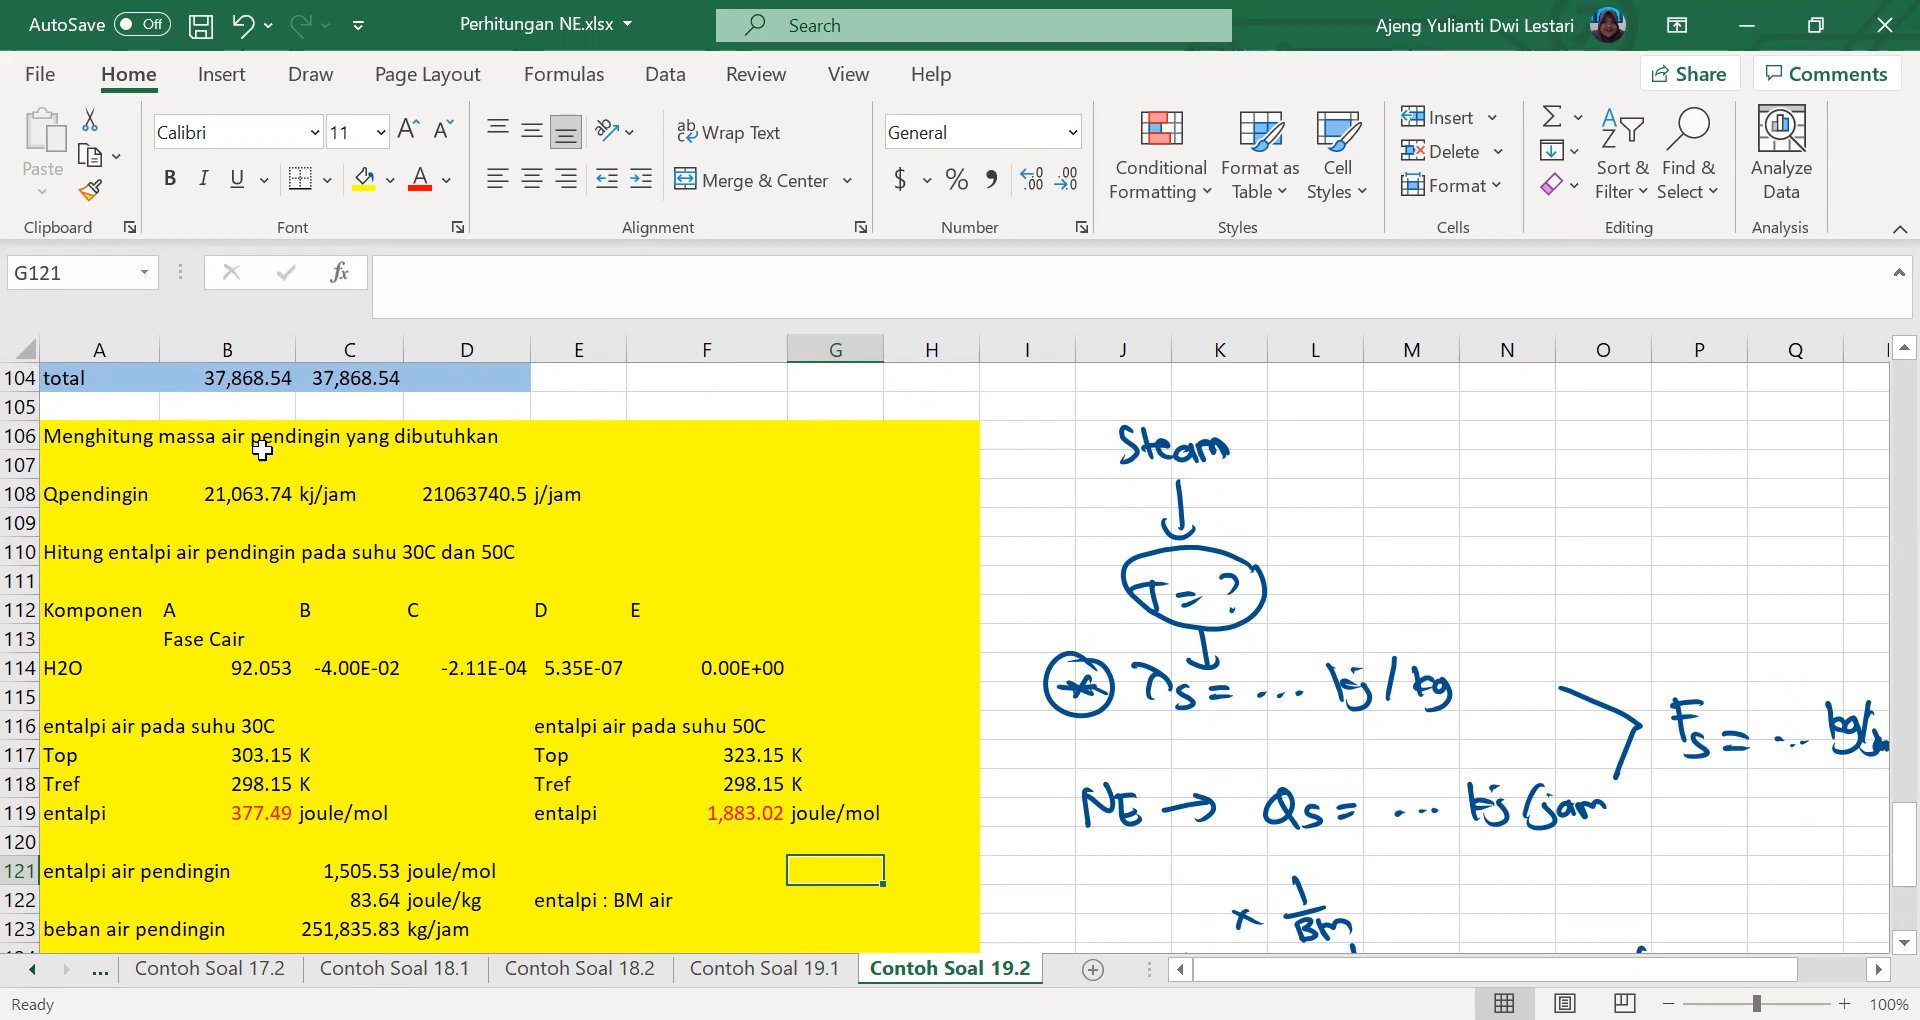 AutoSave Off Perhitungan NE.xlsx Search Ajeng Yulianti Dwi Lestari
File Home Insert Draw Page Layout Formulas Data Review View Help Share Comments
Paste
Clipboard
Calibri 11
B I U
Font
ab Wrap Text
Merge & Center
Alignment
General
$ % 9 .00 .00
Number
Conditional Formatting
Format as Table
Cell Styles
Styles
Insert
Delete
Format
Cells
Sort & Filter
Find & Select
Editing
Analyze Data
Analysis
G121 fx
A B C D E F G H I J K L M N O P Q
104 total 37,868.54 37,868.54
105
106 Menghitung massa air pendingin yang dibutuhkan
107
108 Qpendingin 21,063.74 kj/jam 21063740.5 j/jam
109
110 Hitung entalpi air pendingin pada suhu 30C dan 50C
111
112 Komponen A B C D E
113 Fase Cair
114 H2O 92.053 -4.00E-02 -2.11E-04 5.35E-07 0.00E+00
115
116 entalpi air pada suhu 30C entalpi air pada suhu 50C
117 Top 303.15 K Top 323.15 K
118 Tref 298.15 K Tref 298.15 K
119 entalpi 377.49 joule/mol entalpi 1,883.02 joule/mol
120
121 entalpi air pendingin 1,505.53 joule/mol
122 83.64 joule/kg entalpi : BM air
123 beban air pendingin 251,835.83 kg/jam
Steam
T = ?
λs = ... kj/kg
Fs = ...
NE → Qs = ... kj/jam
x 1/BM
... Contoh Soal 17.2 Contoh Soal 18.1 Contoh Soal 18.2 Contoh Soal 19.1 Contoh Soal 19.2
Ready 100%